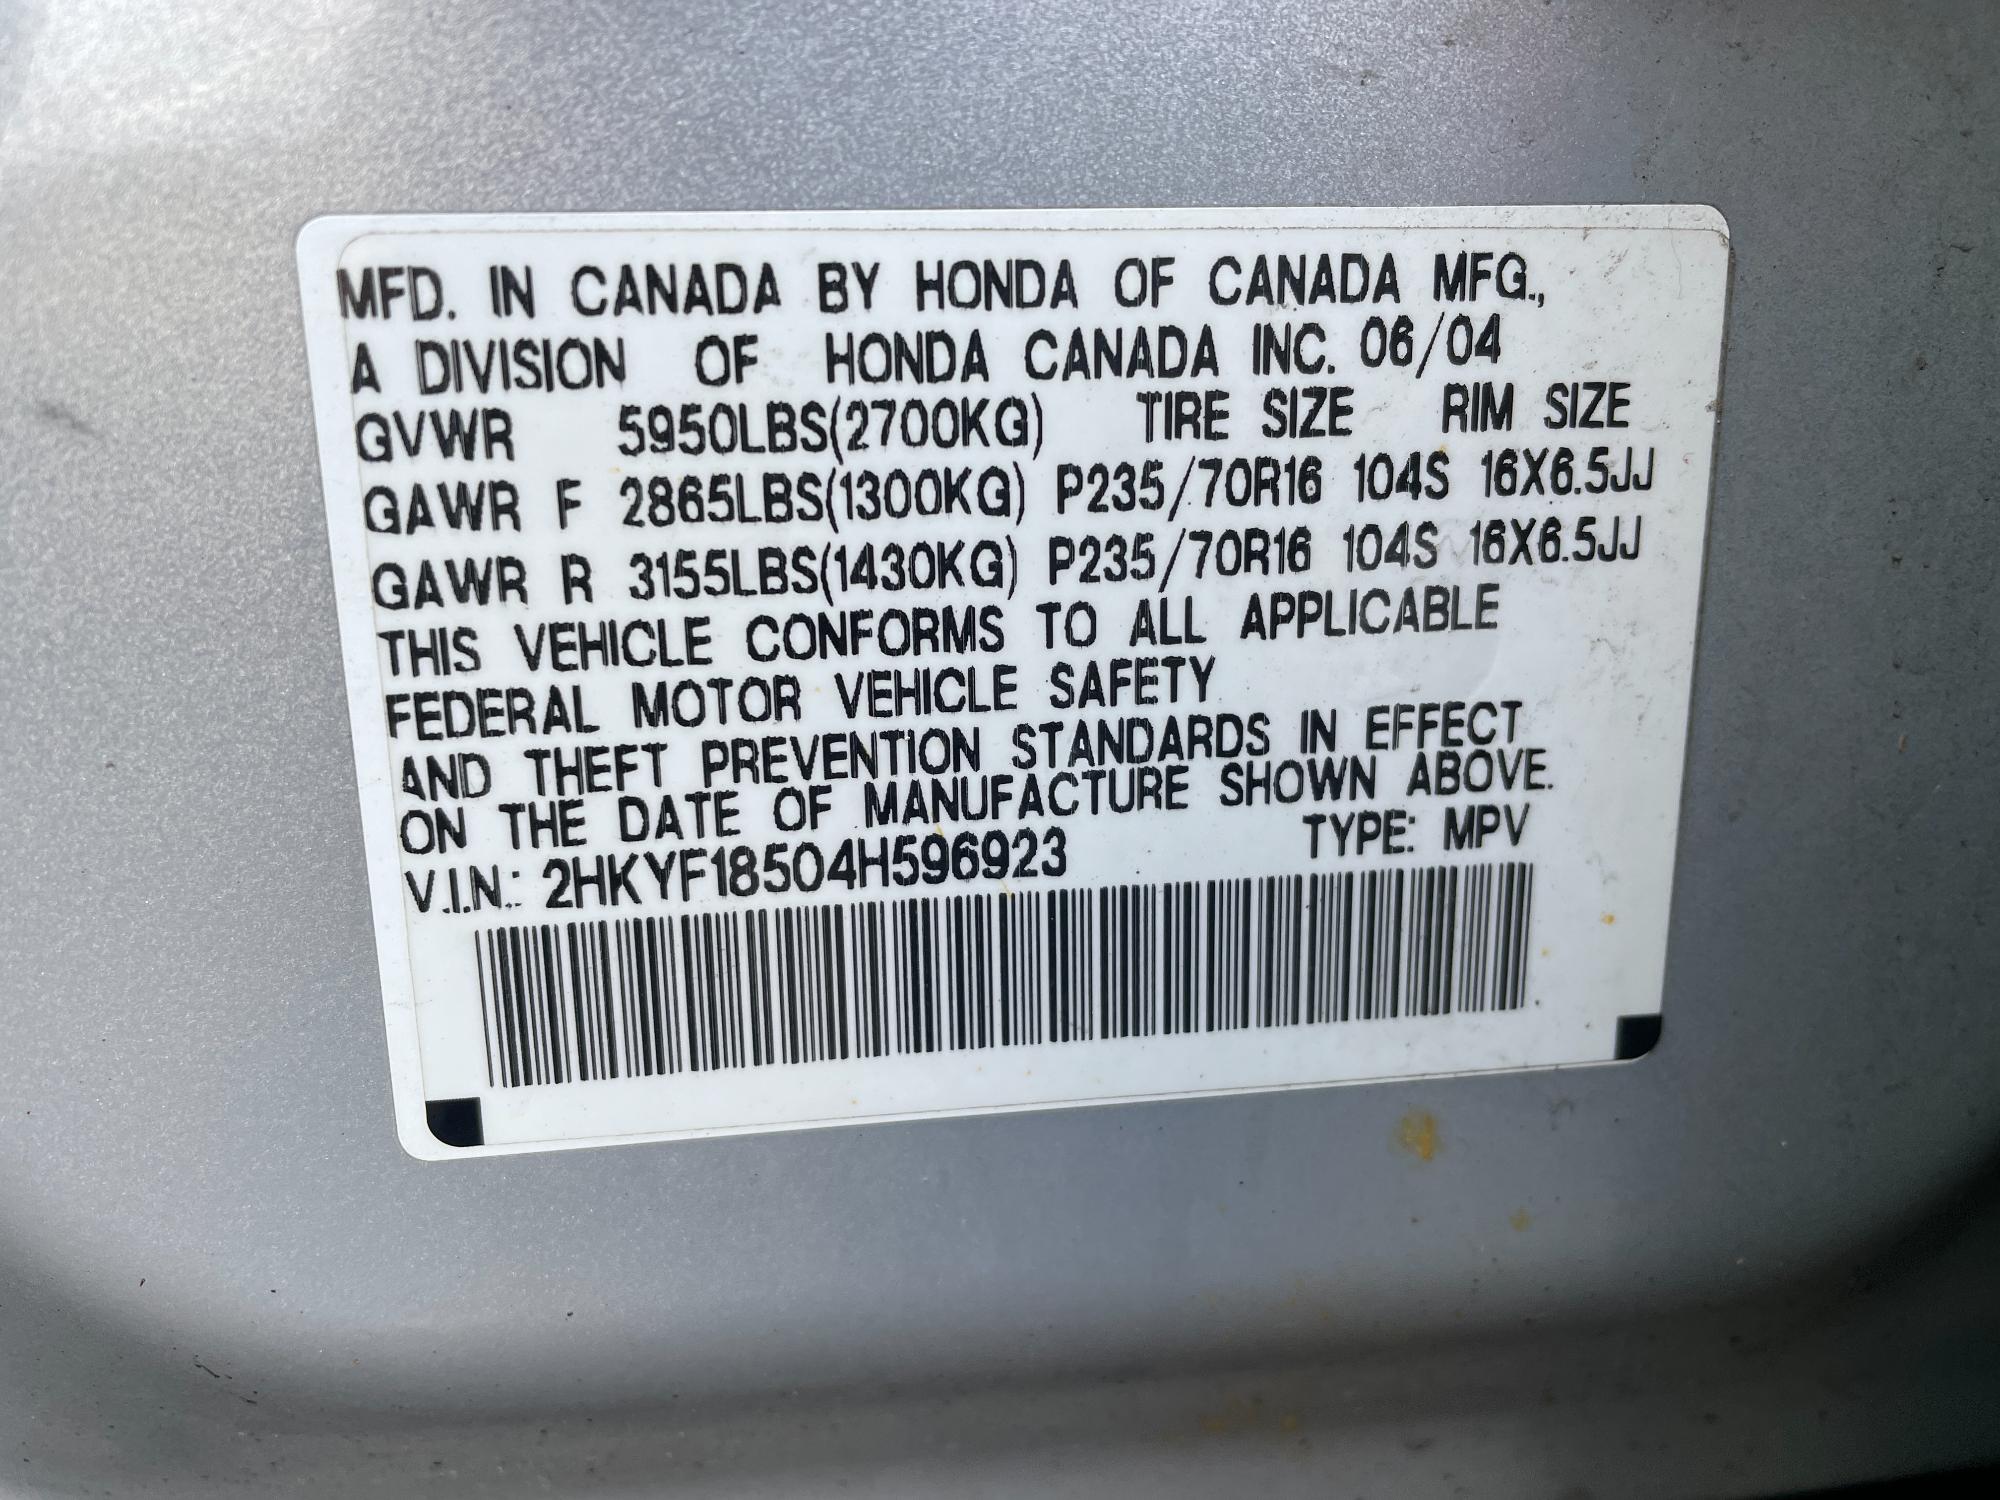 MFD. IN CANADA BY HONDA OF CANADA MFG.,
A DIVISION OF HONDA CANADA INC. 06/04
GVWR 5950LBS(2700KG) TIRE SIZE RIM SIZE
GAWR F 2865LBS(1300KG) P235/70R16 104S 16X6.5JJ
GAWR R 3155LBS(1430KG) P235/70R16 104S 16X6.5JJ
THIS VEHICLE CONFORMS TO ALL APPLICABLE
FEDERAL MOTOR VEHICLE SAFETY
AND THEFT PREVENTION STANDARDS IN EFFECT
ON THE DATE OF MANUFACTURE SHOWN ABOVE.
V.I.N.: 2HKYF18504H596923 TYPE: MPV